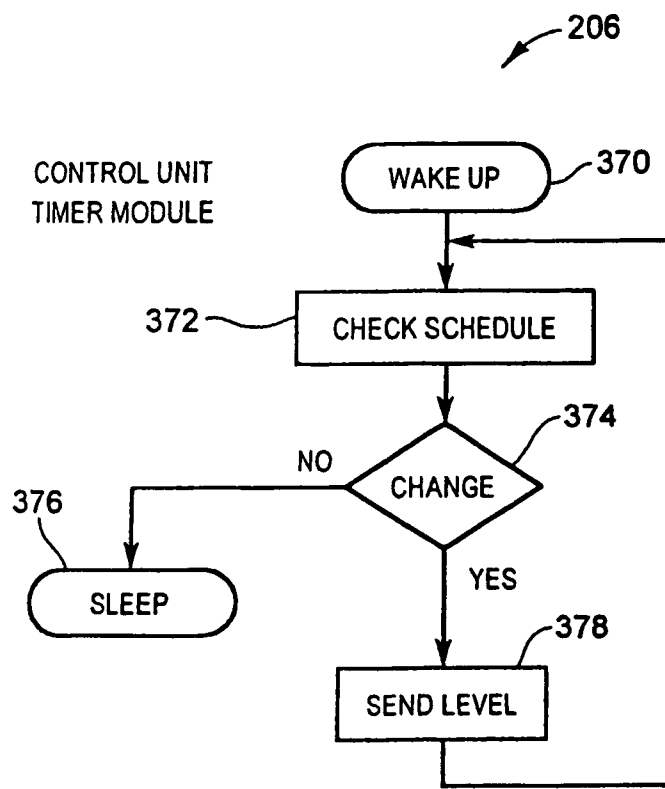 206
CONTROL UNIT
TIMER MODULE
WAKE UP
370
372
CHECK SCHEDULE
374
NO
CHANGE
376
SLEEP
YES
378
SEND LEVEL